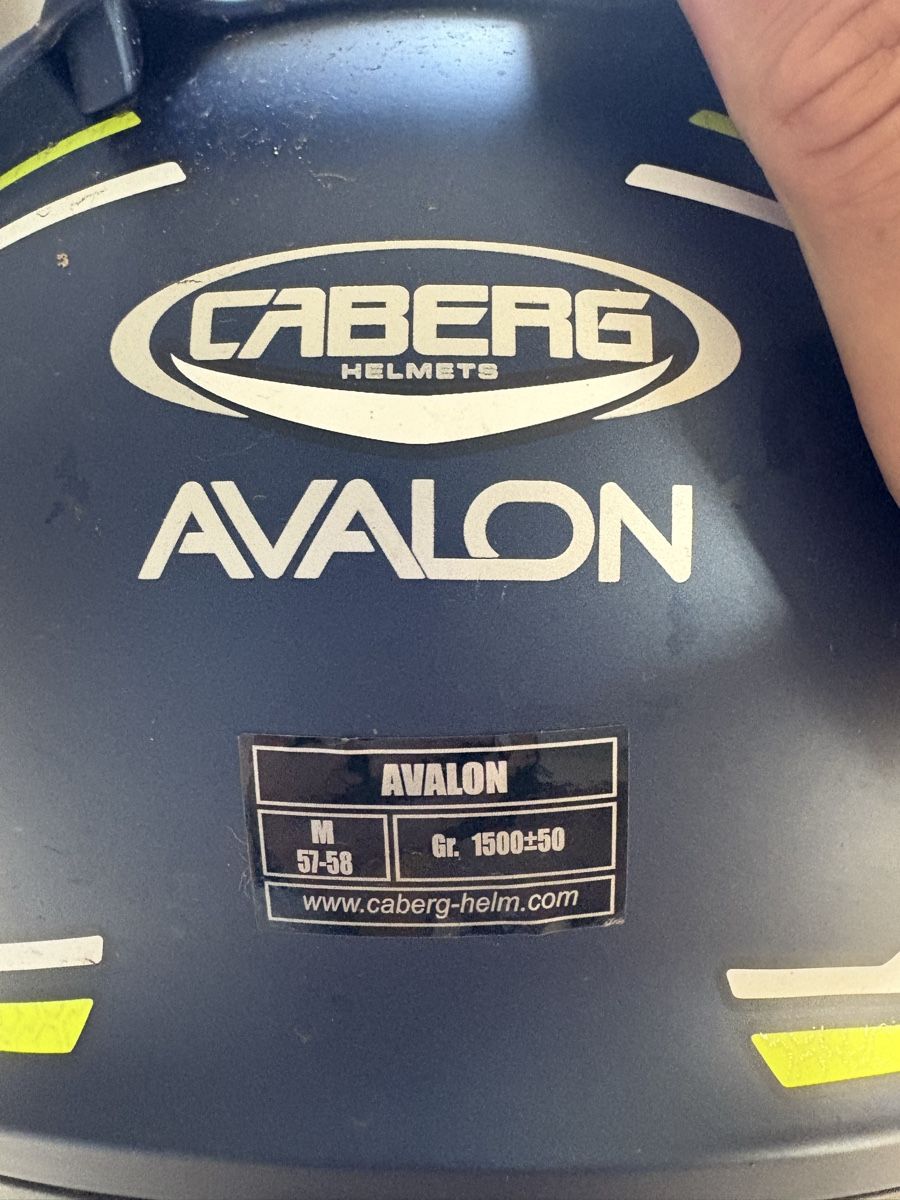 CABERG
HELMETS
AVALON
AVALON
M
57-58
Gr. 1500±50
www.caberg-helm.com